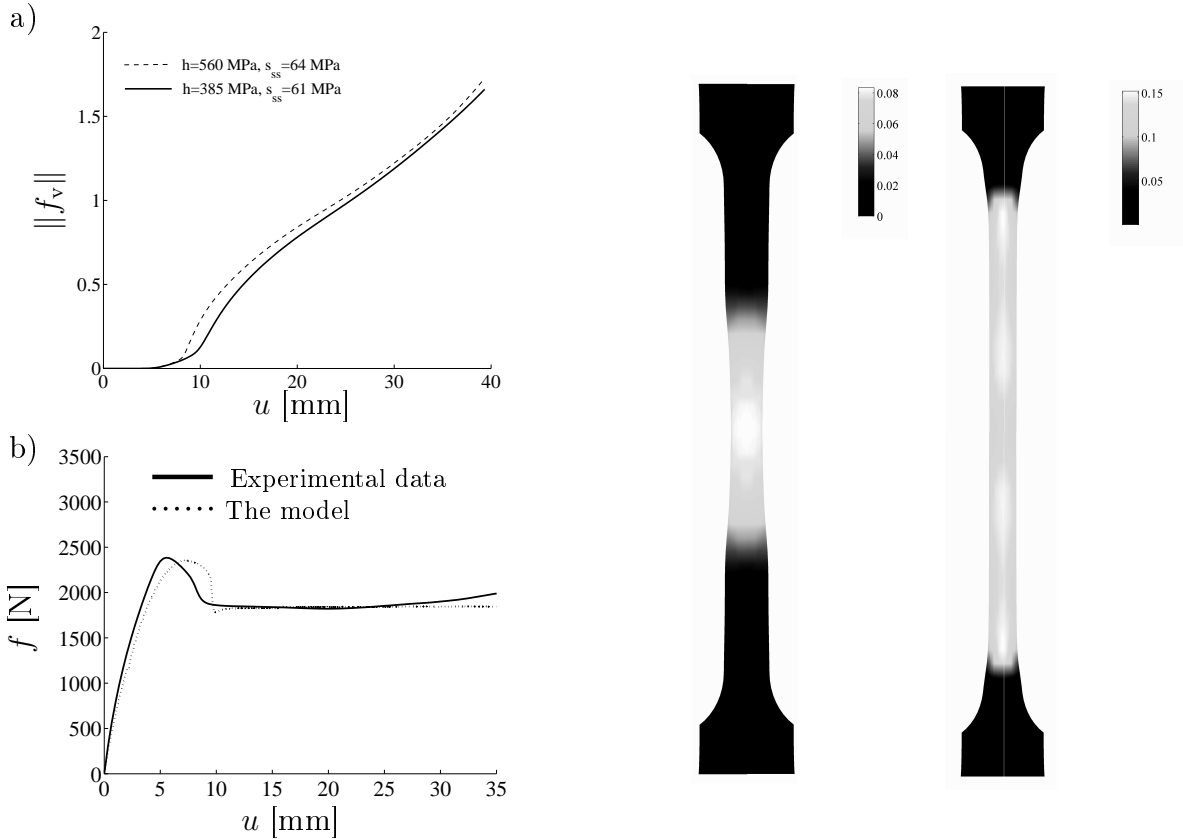 a)
2
1.5
1
0.5
0
‖f_v‖
h=560 MPa, s_ss=64 MPa
h=385 MPa, s_ss=61 MPa
0 10 20 30 40
u [mm]
b)
3500
3000
2500
2000
1500
1000
500
0
f [N]
Experimental data
The model
0 5 10 15 20 25 30 35
u [mm]
0.08
0.06
0.04
0.02
0
0.15
0.1
0.05